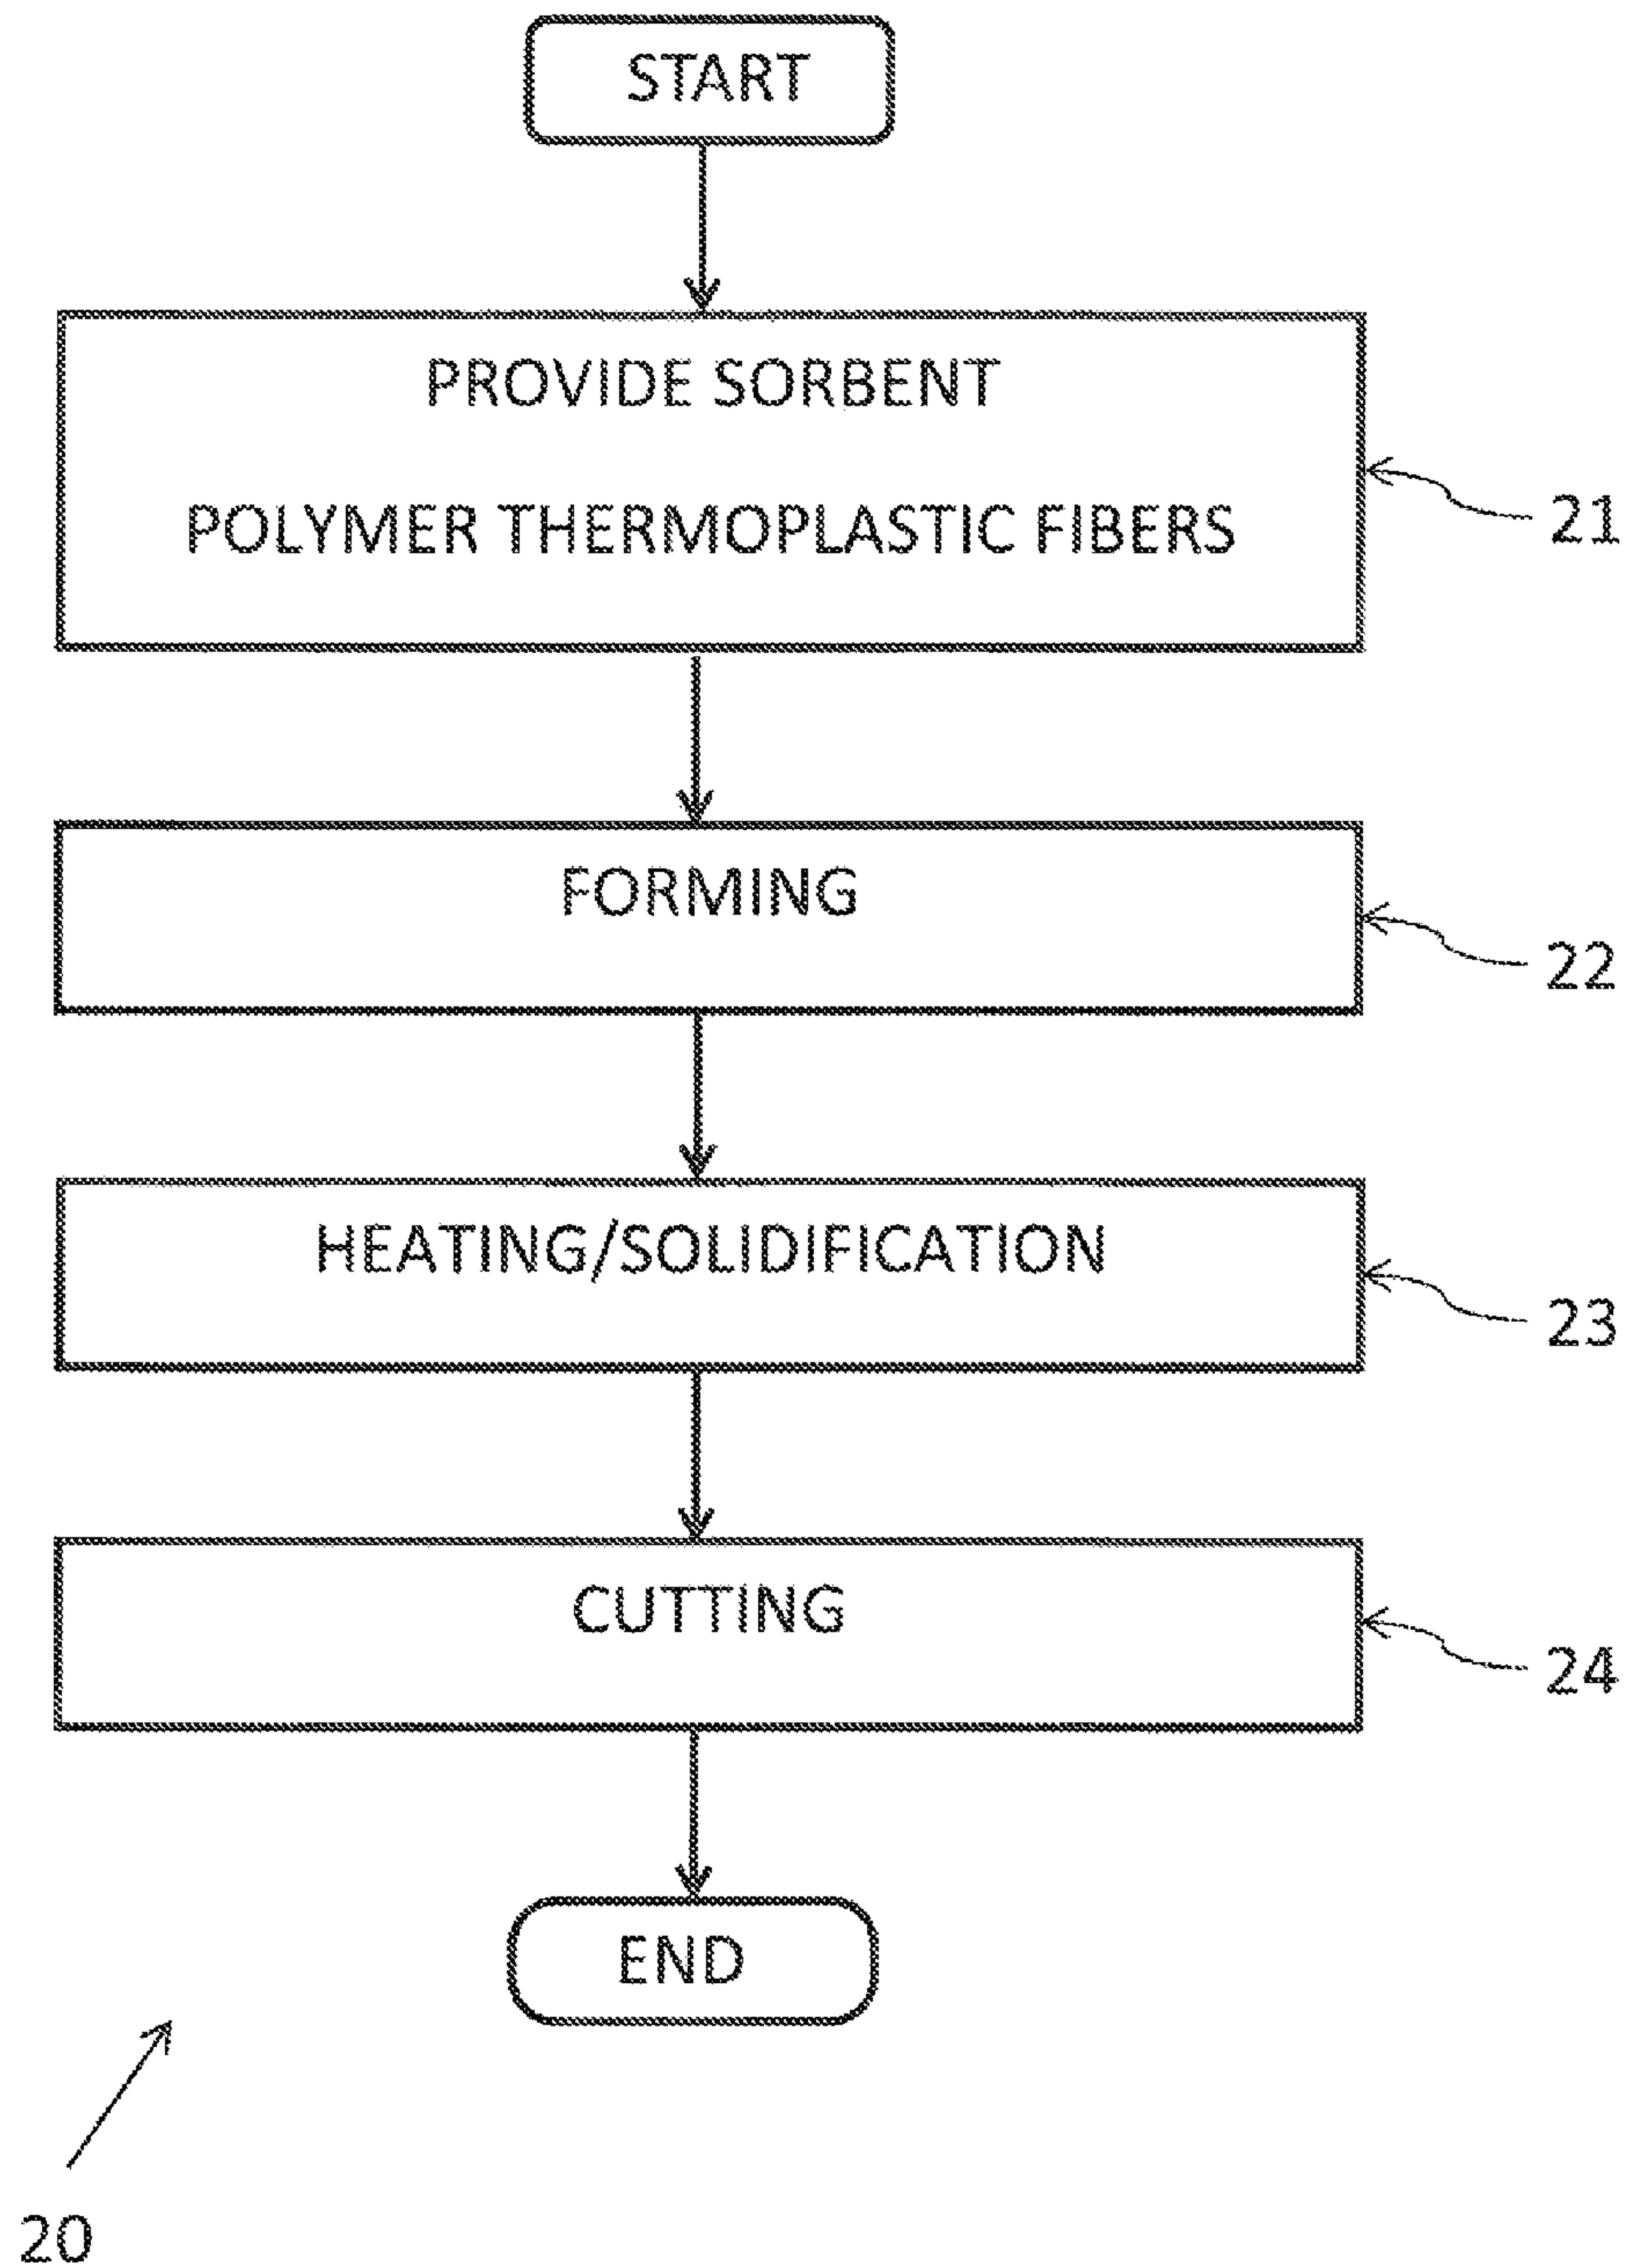 START
PROVIDE SORBENT
POLYMER THERMOPLASTIC FIBERS
21
FORMING
22
HEATING/SOLIDIFICATION
23
CUTTING
24
END
20